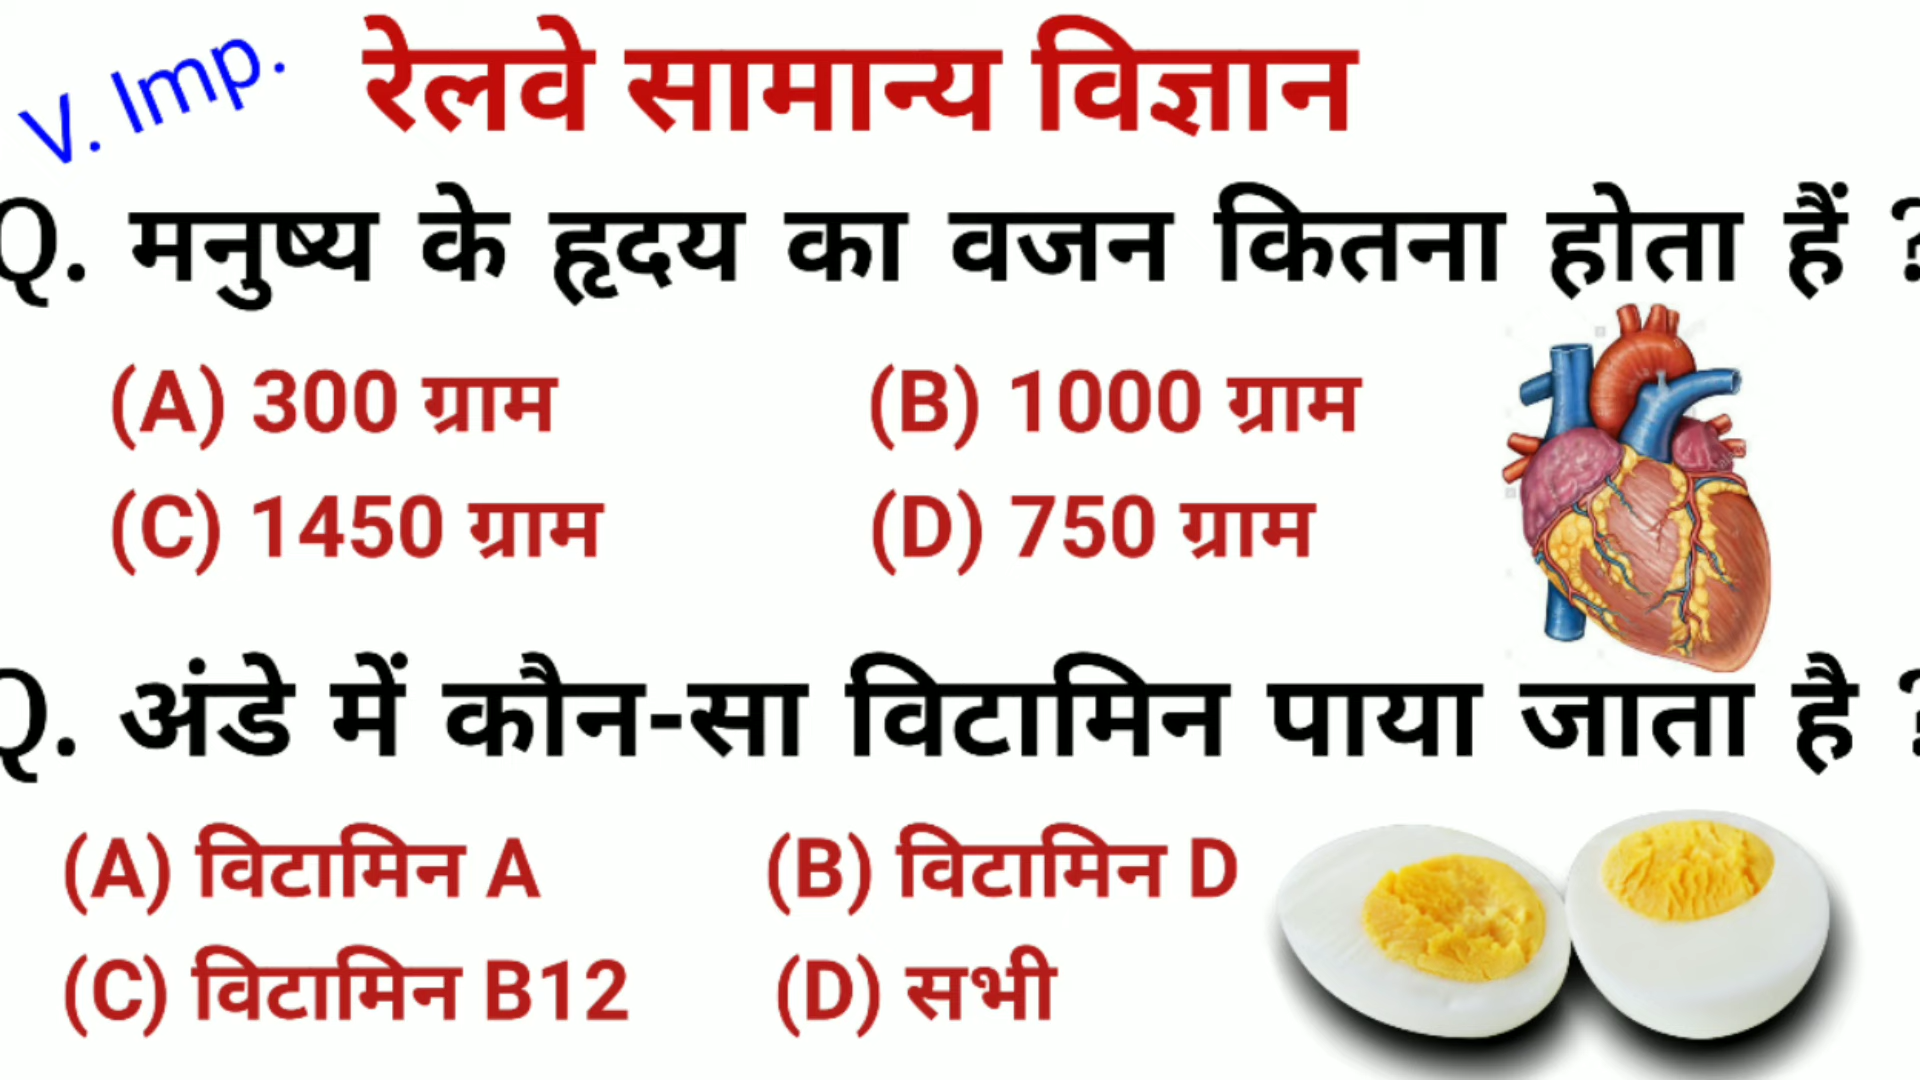 V. Imp.
रेलवे सामान्य विज्ञान
Q. मनुष्य के हृदय का वजन कितना होता हैं ?
(A) 300 ग्राम (B) 1000 ग्राम
(C) 1450 ग्राम (D) 750 ग्राम
Q. अंडे में कौन-सा विटामिन पाया जाता है ?
(A) विटामिन A (B) विटामिन D
(C) विटामिन B12 (D) सभी